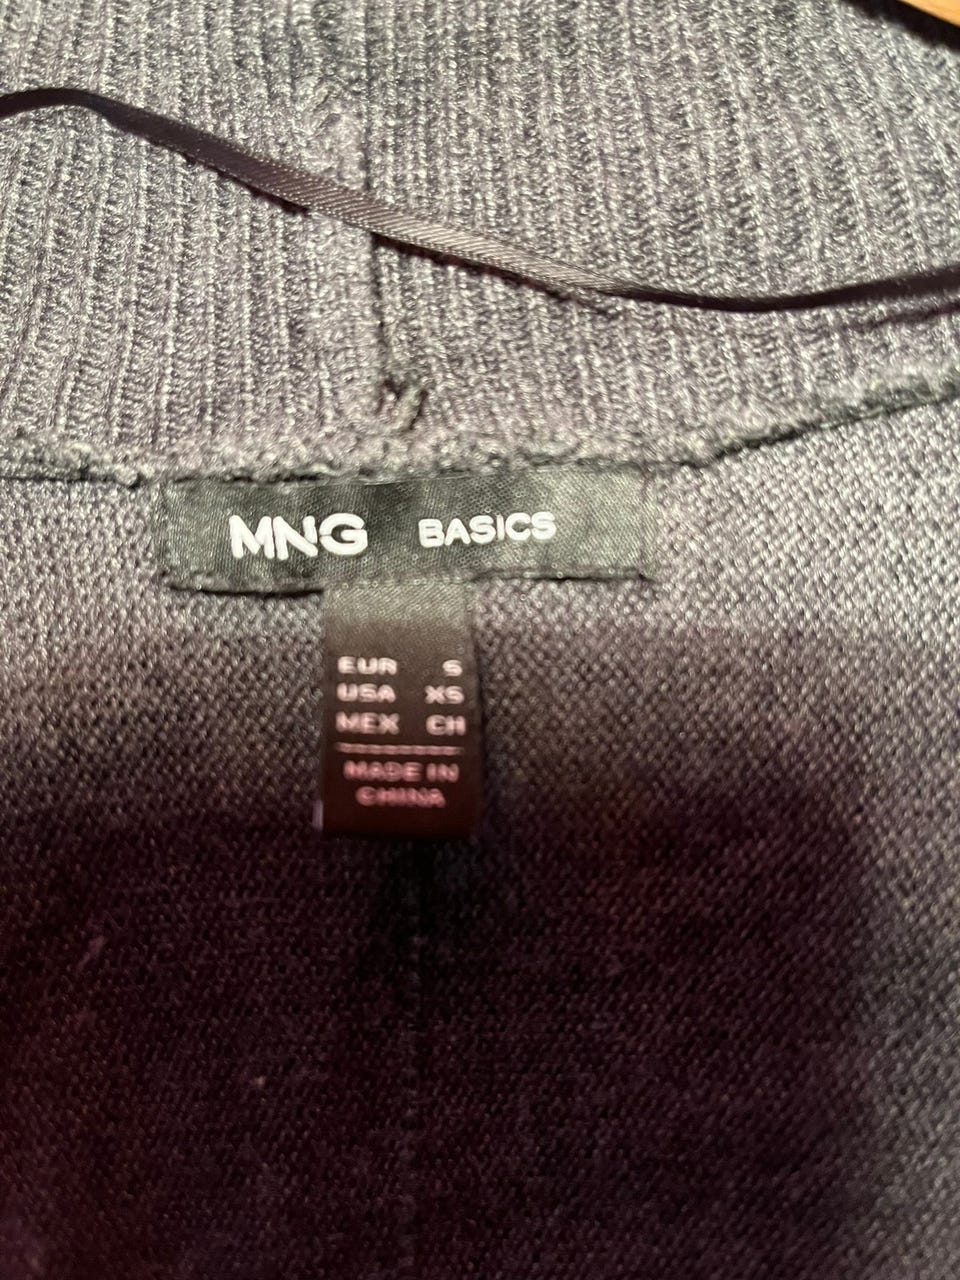 MNG BASICS
EUR S
USA XS
MEX CH
MADE IN
CHINA